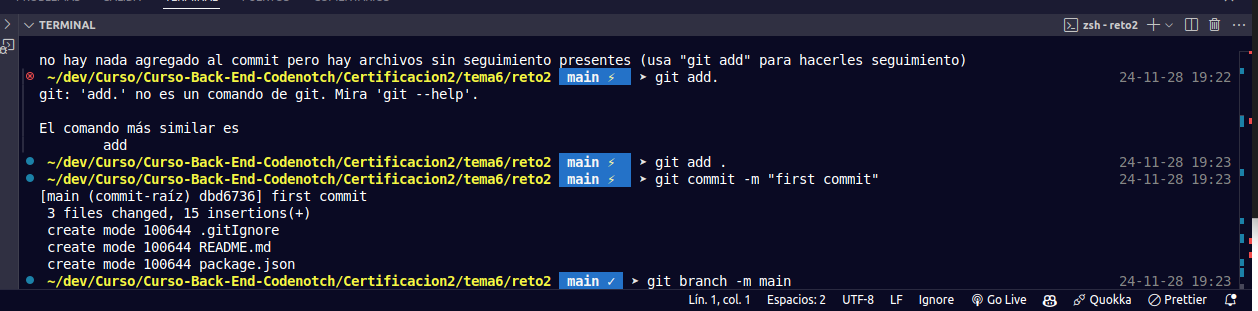 PROBLEMAS SALIDA TERMINAL PUERTOS COMENTARIOS
TERMINAL zsh - reto2
no hay nada agregado al commit pero hay archivos sin seguimiento presentes (usa "git add" para hacerles seguimiento)
~/dev/Curso/Curso-Back-End-Codenotch/Certificacion2/tema6/reto2 main ⚡ ➤ git add. 24-11-28 19:22
git: 'add.' no es un comando de git. Mira 'git --help'.
El comando más similar es
add
~/dev/Curso/Curso-Back-End-Codenotch/Certificacion2/tema6/reto2 main ⚡ ➤ git add . 24-11-28 19:23
~/dev/Curso/Curso-Back-End-Codenotch/Certificacion2/tema6/reto2 main ⚡ ➤ git commit -m "first commit" 24-11-28 19:23
[main (commit-raíz) dbd6736] first commit
3 files changed, 15 insertions(+)
create mode 100644 .gitIgnore
create mode 100644 README.md
create mode 100644 package.json
~/dev/Curso/Curso-Back-End-Codenotch/Certificacion2/tema6/reto2 main ✓ ➤ git branch -m main 24-11-28 19:23
Lín. 1, col. 1 Espacios: 2 UTF-8 LF Ignore Go Live Quokka Prettier